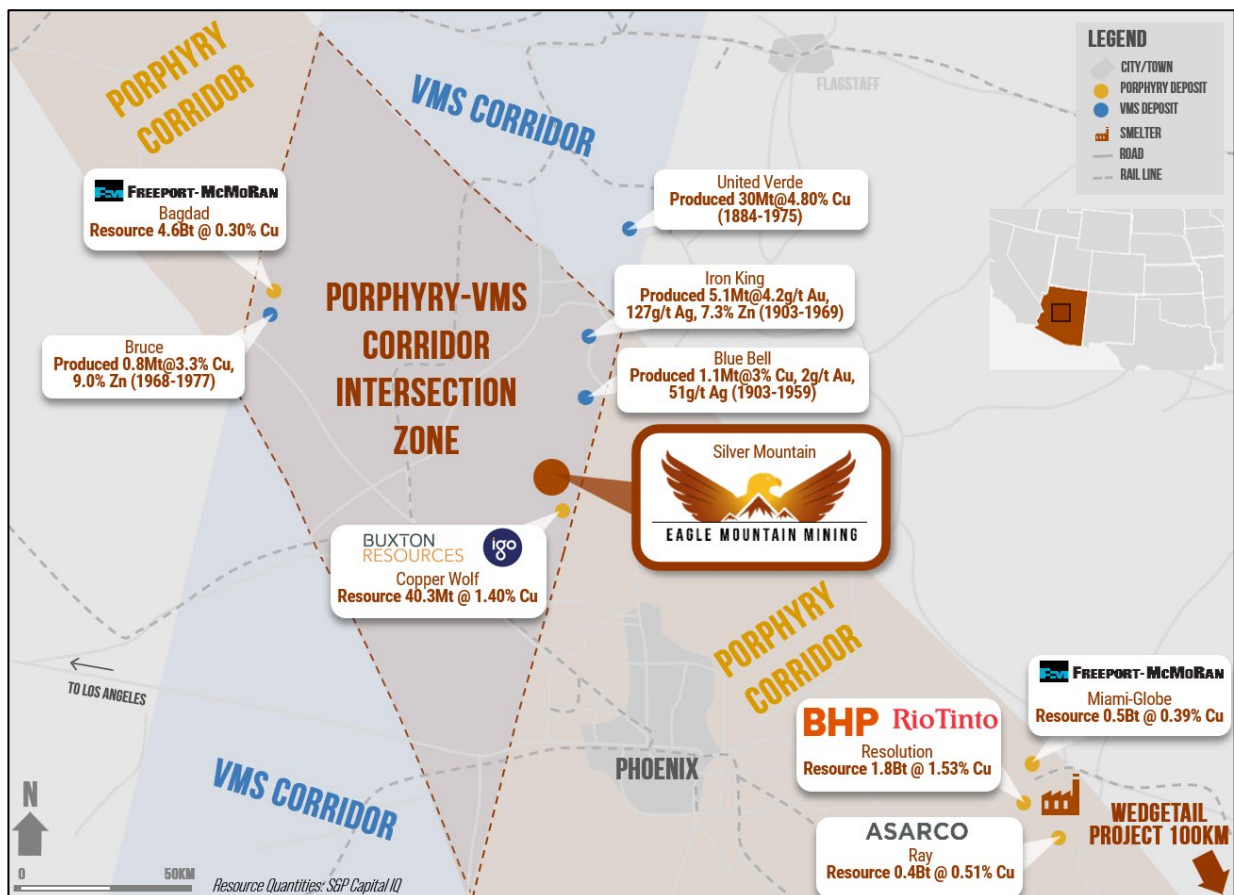 PORPHYRY
CORRIDOR
VMS CORRIDOR
FLAGSTAFF
LEGEND
CITY/TOWN
PORPHYRY DEPOSIT
VMS DEPOSIT
SMELTER
ROAD
RAIL LINE
FCX FREEPORT-MCMORAN
Bagdad
Resource 4.6Bt @ 0.30% Cu
United Verde
Produced 30Mt@4.80% Cu
(1884-1975)
Iron King
Produced 5.1Mt@4.2g/t Au,
127g/t Ag, 7.3% Zn (1903-1969)
PORPHYRY-VMS
CORRIDOR
INTERSECTION
ZONE
Bruce
Produced 0.8Mt@3.3% Cu,
9.0% Zn (1968-1977)
Blue Bell
Produced 1.1Mt@3% Cu, 2g/t Au,
51g/t Ag (1903-1959)
Silver Mountain
EAGLE MOUNTAIN MINING
BUXTON
RESOURCES
igo
Copper Wolf
Resource 40.3Mt @ 1.40% Cu
PORPHYRY
CORRIDOR
TO LOS ANGELES
FCX FREEPORT-MCMORAN
Miami-Globe
Resource 0.5Bt @ 0.39% Cu
BHP RioTinto
Resolution
Resource 1.8Bt @ 1.53% Cu
PHOENIX
VMS CORRIDOR
ASARCO
Ray
Resource 0.4Bt @ 0.51% Cu
WEDGETAIL
PROJECT 100KM
N
0 50KM
Resource Quantities: S&P Capital IQ